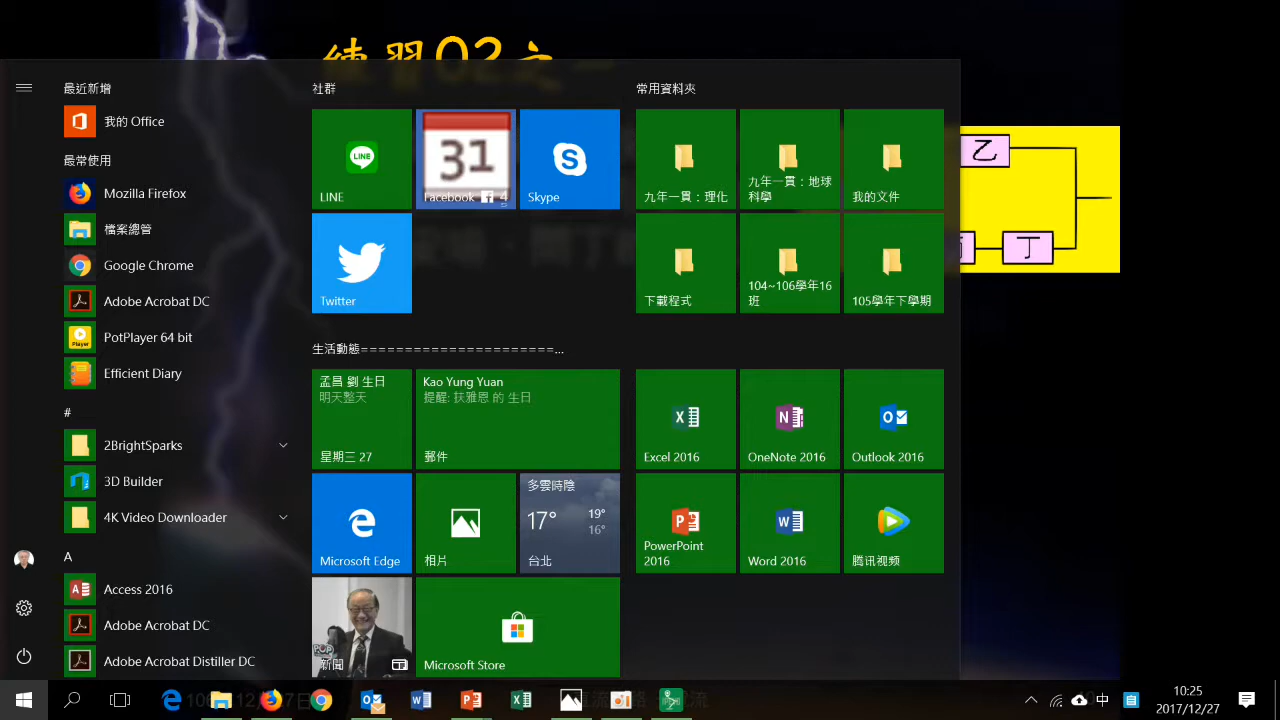 練習02之一
乙
丁
最近新增
我的 Office
最常使用
Mozilla Firefox
檔案總管
Google Chrome
Adobe Acrobat DC
PotPlayer 64 bit
Efficient Diary
#
2BrightSparks
3D Builder
4K Video Downloader
A
Access 2016
Adobe Acrobat DC
Adobe Acrobat Distiller DC
社群
LINE
LINE
31
Facebook
4
Skype
Twitter
常用資料夾
九年一貫：理化
九年一貫：地球
科學
我的文件
下載程式
104~106學年16
班
105學年下學期
生活動態======================...
孟昌 劉 生日
明天整天
星期三 27
Kao Yung Yuan
提醒: 扶雅恩 的 生日
郵件
Microsoft Edge
相片
多雲時陰
17°
19°
16°
台北
POP
新聞
Microsoft Store
Excel 2016
OneNote 2016
Outlook 2016
PowerPoint
2016
Word 2016
腾讯视频
中
10:25
2017/12/27